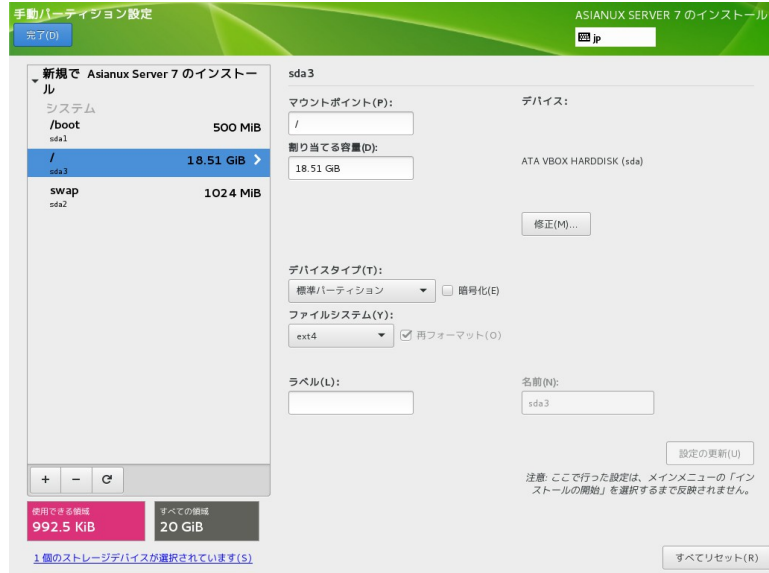 手動パーティション設定
ASIANUX SERVER 7 のインストール
完了(D)
jp
新規で Asianux Server 7 のインストー
ル
システム
/boot
500 MiB
sda1
/
18.51 GiB
sda3
swap
1024 MiB
sda2
+ −
使用できる領域
992.5 KiB
すべての領域
20 GiB
1 個のストレージデバイスが選択されています(S)
sda3
マウントポイント(P):
/
割り当てる容量(D):
18.51 GiB
デバイス:
ATA VBOX HARDDISK (sda)
修正(M)...
デバイスタイプ(T):
標準パーティション
暗号化(E)
ファイルシステム(Y):
ext4
再フォーマット(O)
ラベル(L):
名前(N):
sda3
設定の更新(U)
注意: ここで行った設定は、メインメニューの「イン
ストールの開始」を選択するまで反映されません。
すべてリセット(R)